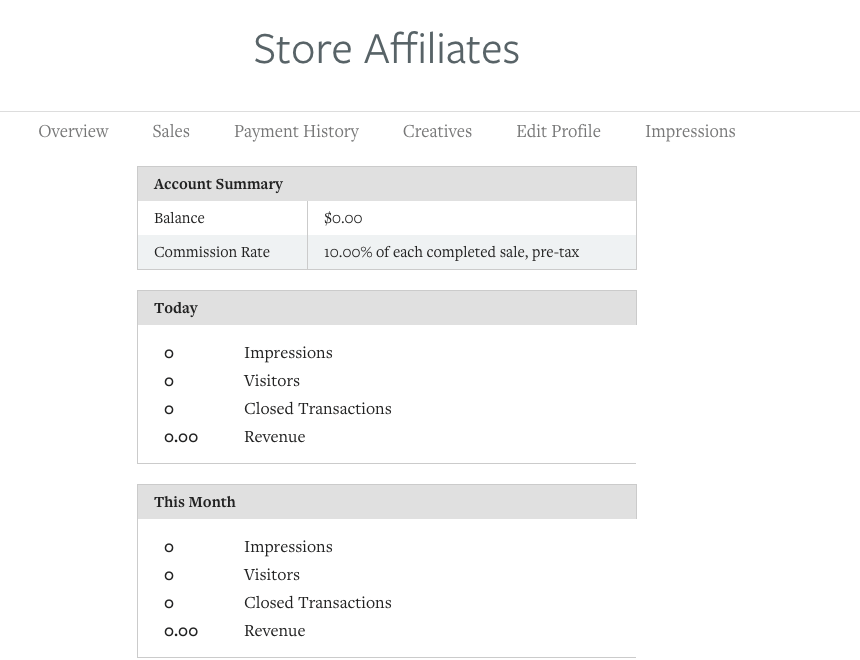 Store Affiliates
Overview Sales Payment History Creatives Edit Profile Impressions
Account Summary
Balance $0.00
Commission Rate 10.00% of each completed sale, pre-tax
Today
0 Impressions
0 Visitors
0 Closed Transactions
0.00 Revenue
This Month
0 Impressions
0 Visitors
0 Closed Transactions
0.00 Revenue